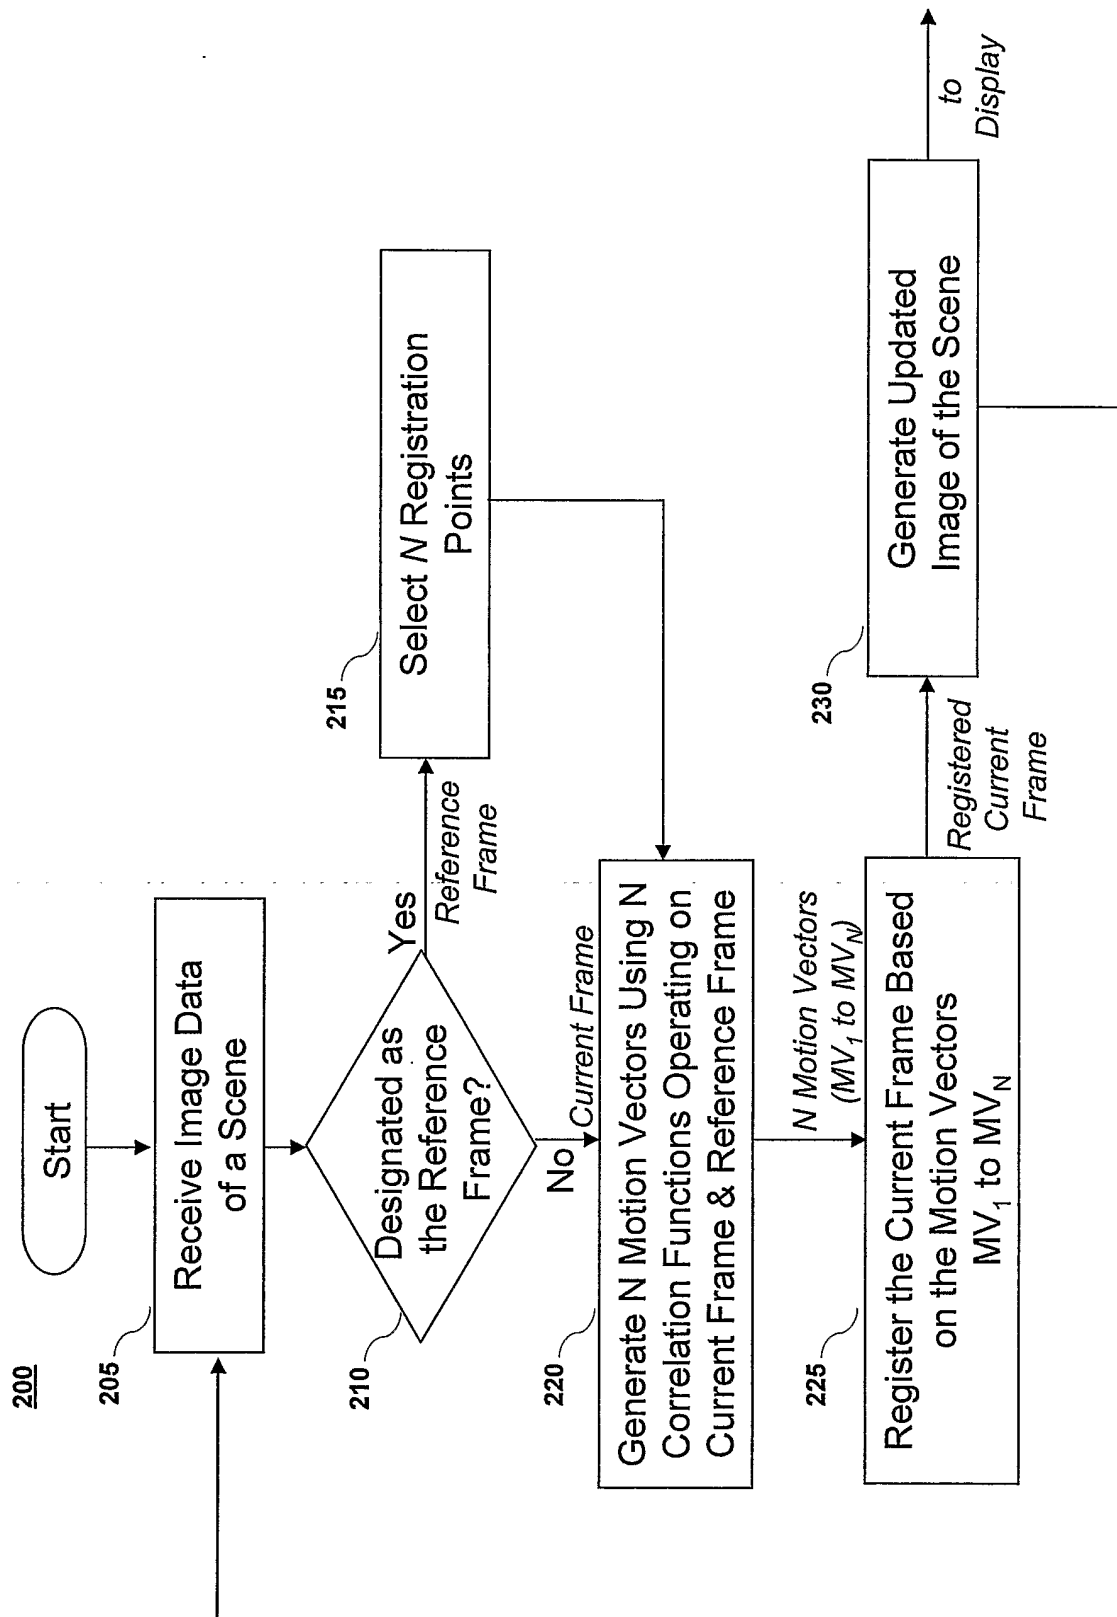 200
Start
205
Receive Image Data
of a Scene
210
Designated as
the Reference
Frame?
Yes
Reference
Frame
215
Select N Registration
Points
No
Current Frame
220
Generate N Motion Vectors Using N
Correlation Functions Operating on
Current Frame & Reference Frame
N Motion Vectors
(MV1 to MVN)
225
Register the Current Frame Based
on the Motion Vectors
MV1 to MVN
Registered
Current
Frame
230
Generate Updated
Image of the Scene
to
Display